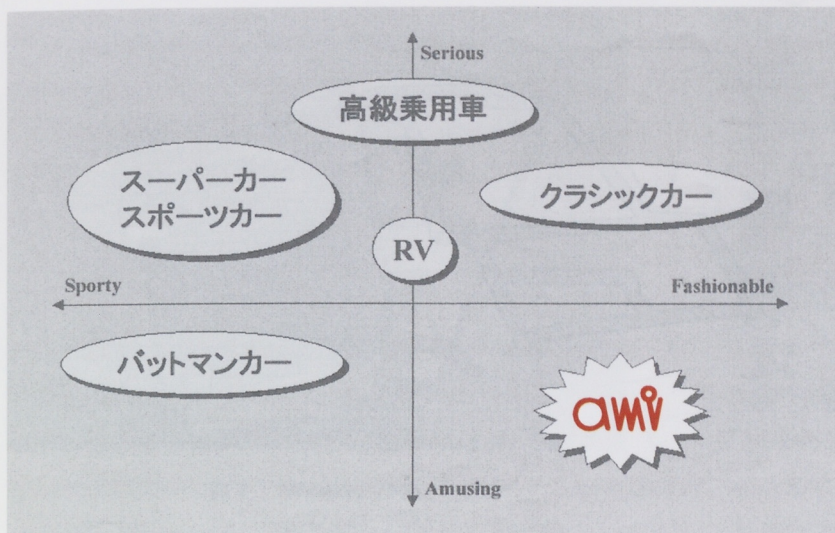 Serious
高級乗用車
スーパーカー
スポーツカー
クラシックカー
RV
Sporty
Fashionable
バットマンカー
ami
Amusing